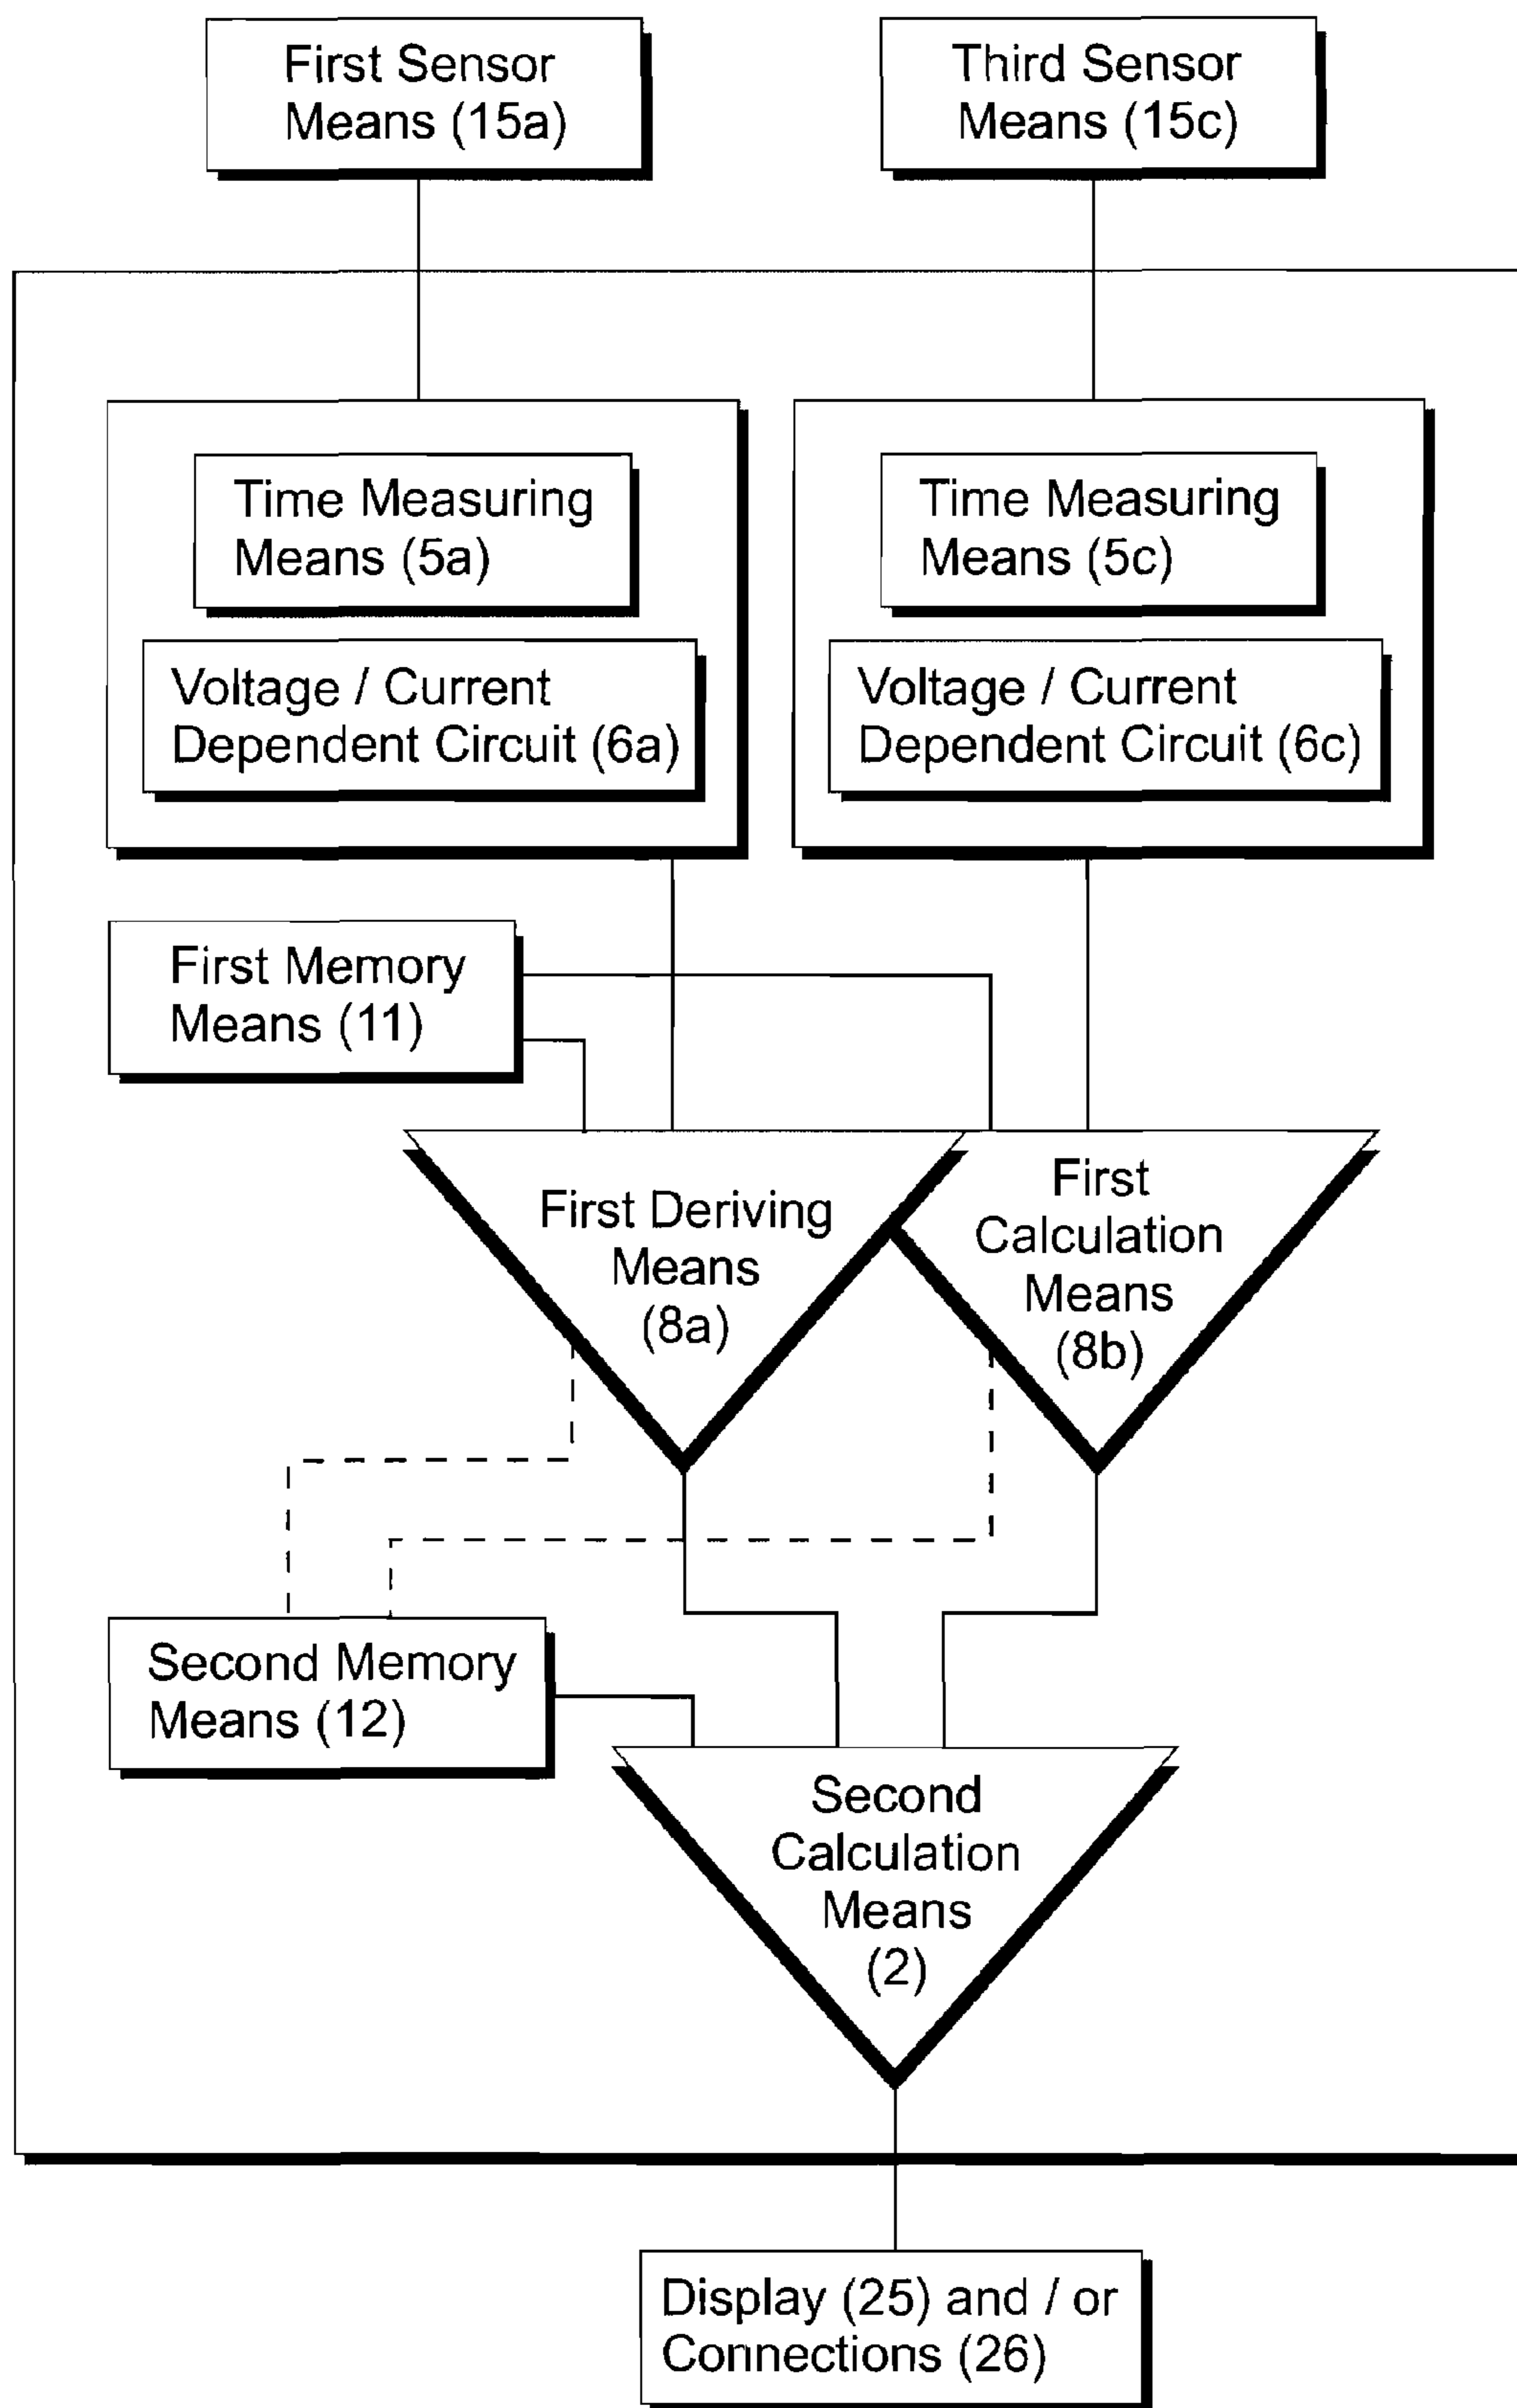 First Sensor
Means (15a)
Third Sensor
Means (15c)
Time Measuring
Means (5a)
Time Measuring
Means (5c)
Voltage / Current
Dependent Circuit (6a)
Voltage / Current
Dependent Circuit (6c)
First Memory
Means (11)
First Deriving
Means
(8a)
First
Calculation
Means
(8b)
Second Memory
Means (12)
Second
Calculation
Means
(2)
Display (25) and / or
Connections (26)